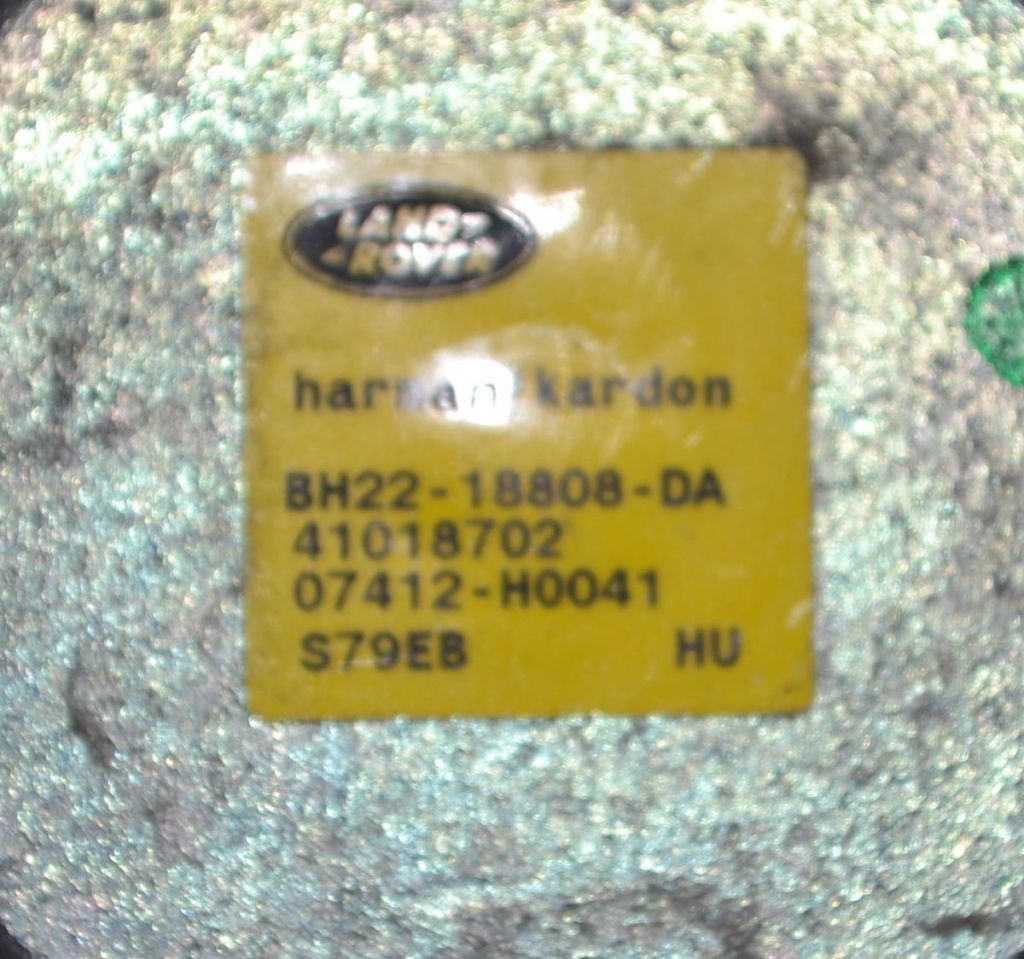 LAND
ROVER
harman/kardon
BH22-18808-DA
41018702
07412-H0041
S79EB HU